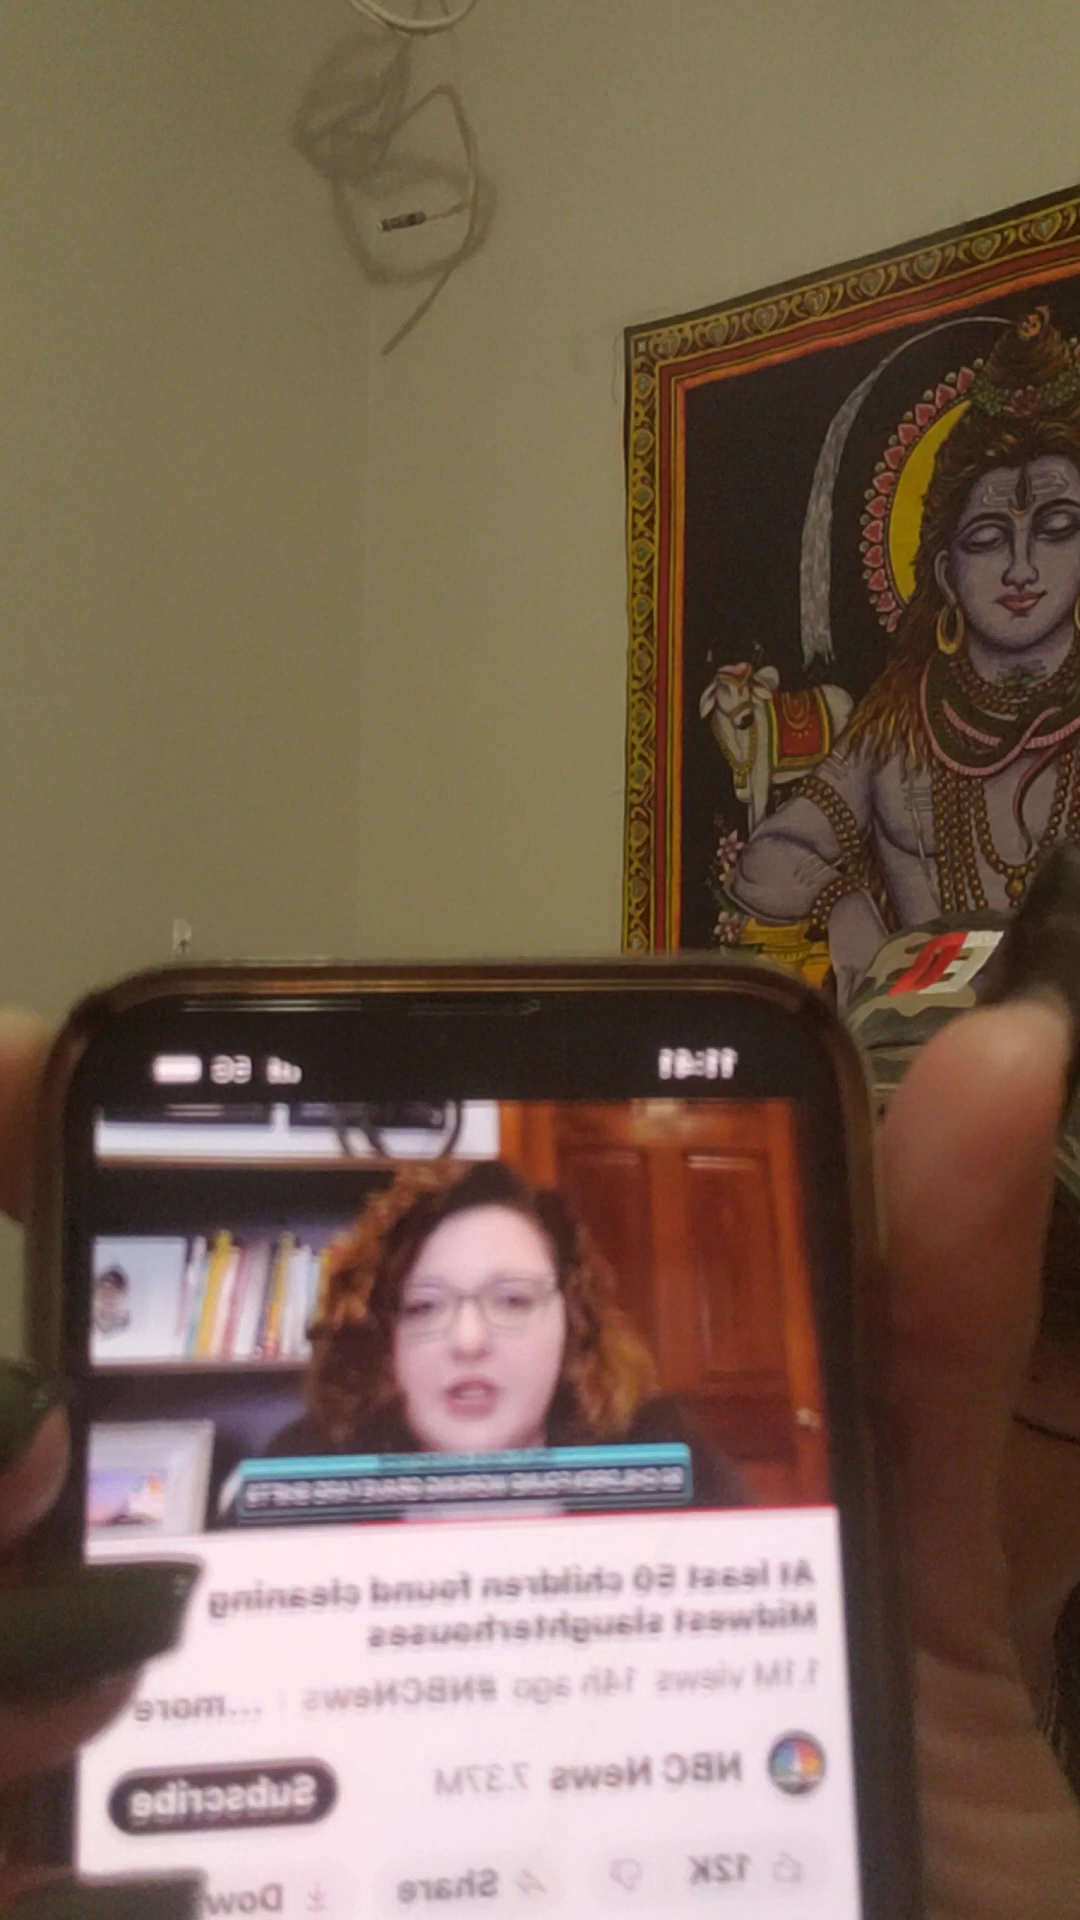 11:41 5G
At least 50 children found cleaning
Midwest slaughterhouses
1.1M views 14h ago #NBCNews ...more
NBC News 7.37M Subscribe
12K Share Dow